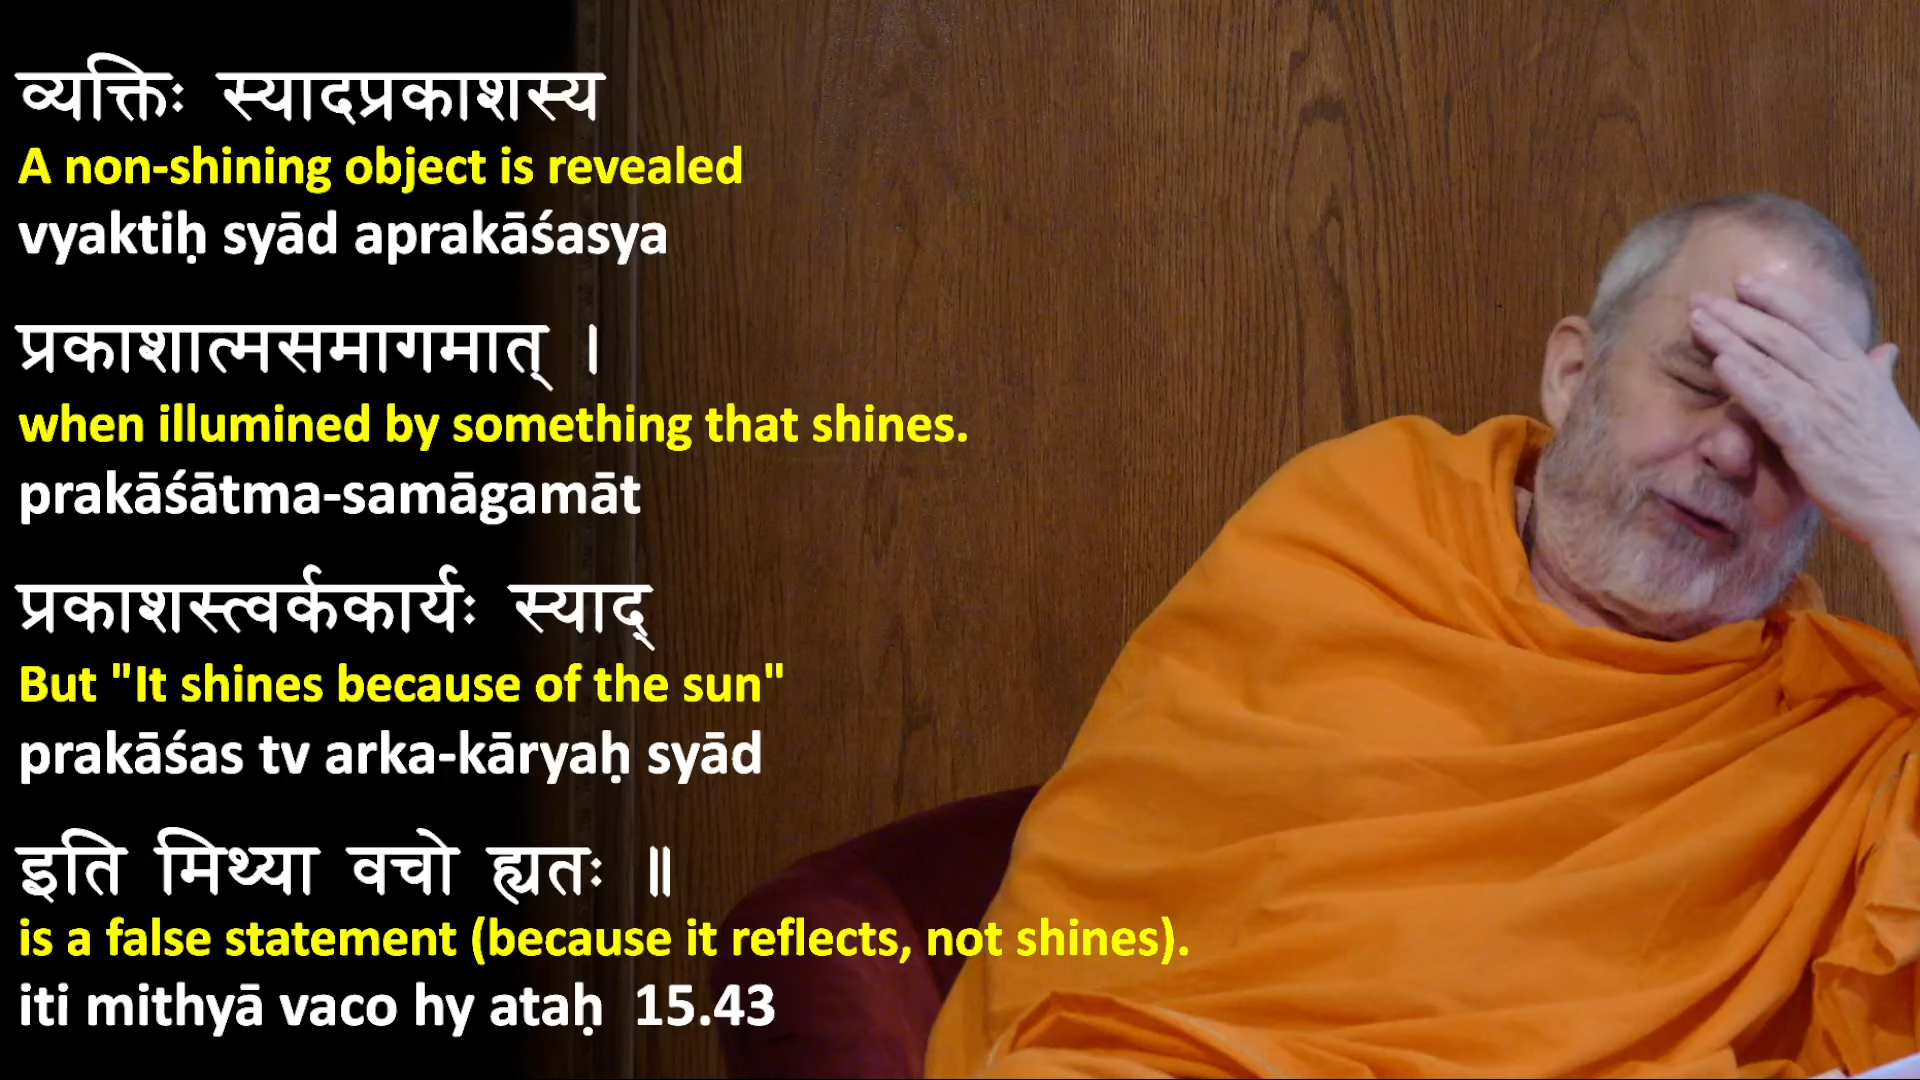 व्यक्तिः स्यादप्रकाशस्य
A non-shining object is revealed
vyaktiḥ syād aprakāśasya
प्रकाशात्मसमागमात् ।
when illumined by something that shines.
prakāśātma-samāgamāt
प्रकाशस्त्वर्ककार्यः स्याद्
But "It shines because of the sun"
prakāśas tv arka-kāryaḥ syād
इति मिथ्या वचो ह्यतः ॥
is a false statement (because it reflects, not shines).
iti mithyā vaco hy ataḥ 15.43